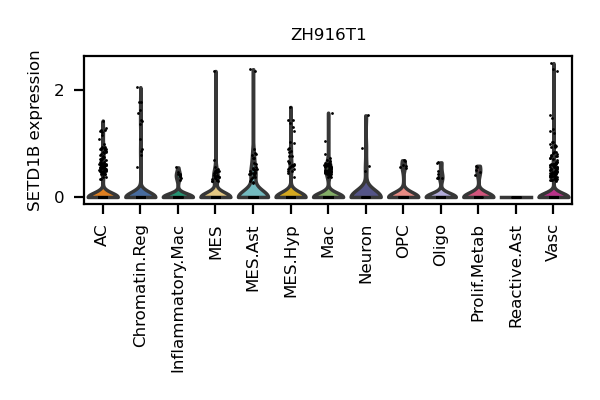 ZH916T1
SETD1B expression
2
0
AC
Chromatin.Reg
Inflammatory.Mac
MES
MES.Ast
MES.Hyp
Mac
Neuron
OPC
Oligo
Prolif.Metab
Reactive.Ast
Vasc